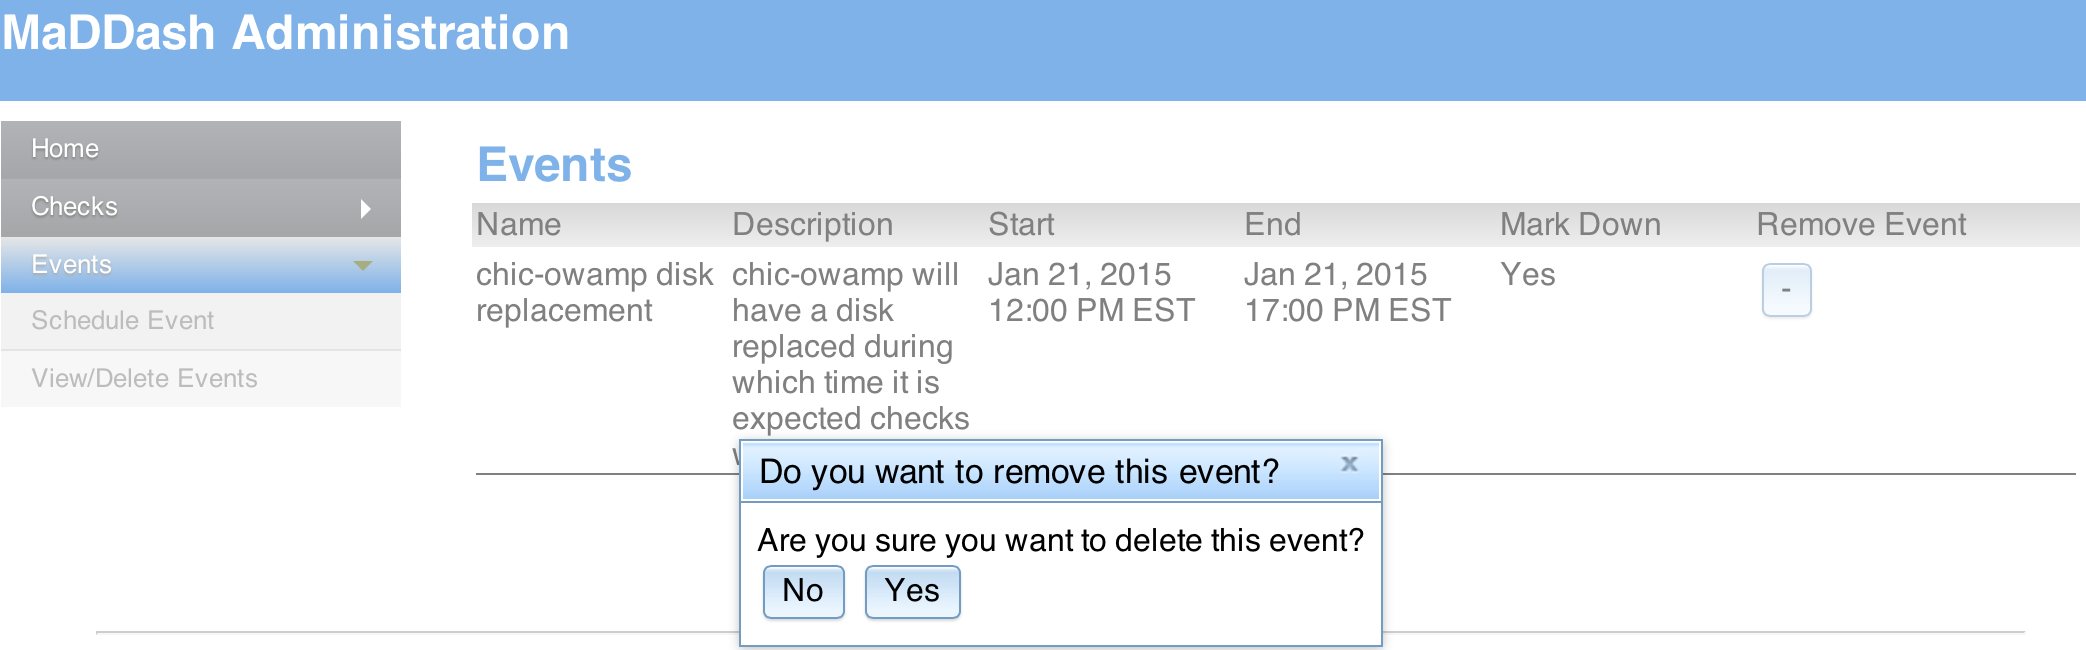 MaDDash Administration
Home
Checks
Events
Schedule Event
View/Delete Events
Events
Name Description Start End Mark Down Remove Event
chic-owamp disk
replacement
chic-owamp will
have a disk
replaced during
which time it is
expected checks
Jan 21, 2015
12:00 PM EST
Jan 21, 2015
17:00 PM EST
Yes
-
Do you want to remove this event? x
Are you sure you want to delete this event?
No Yes